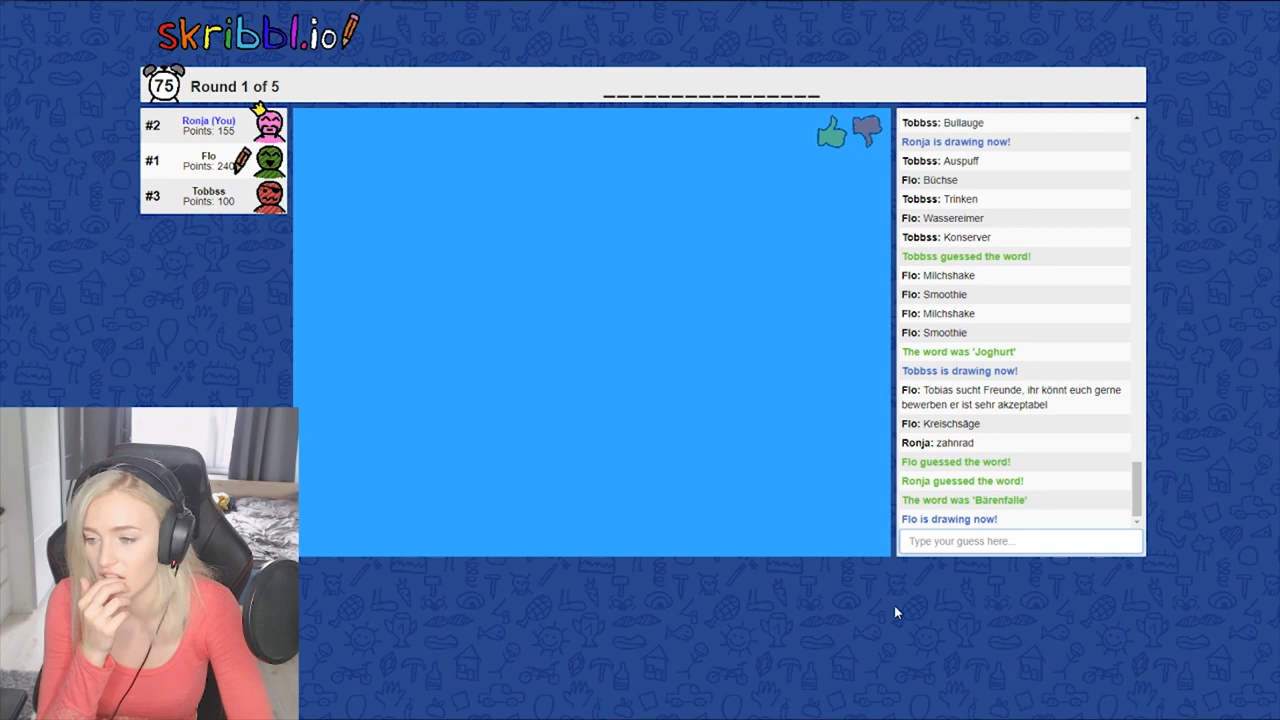 skribbl.io!
75
Round 1 of 5
_______________
#2
Ronja (You)
Points: 155
#1
Flo
Points: 240
#3
Tobbss
Points: 100
Tobbss: Bullauge
Ronja is drawing now!
Tobbss: Auspuff
Flo: Büchse
Tobbss: Trinken
Flo: Wassereimer
Tobbss: Konserver
Tobbss guessed the word!
Flo: Milchshake
Flo: Smoothie
Flo: Milchshake
Flo: Smoothie
The word was 'Joghurt'
Tobbss is drawing now!
Flo: Tobias sucht Freunde, ihr könnt euch gerne
bewerben er ist sehr akzeptabel
Flo: Kreischsäge
Ronja: zahnrad
Flo guessed the word!
Ronja guessed the word!
The word was 'Bärenfalle'
Flo is drawing now!
Type your guess here...